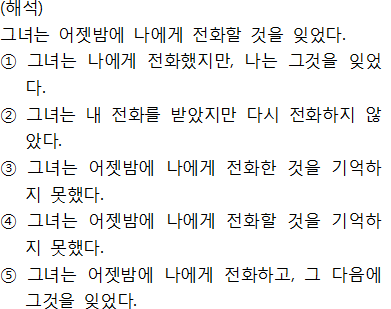 (해석)
그녀는 어젯밤에 나에게 전화할 것을 잊었다.
① 그녀는 나에게 전화했지만, 나는 그것을 잊었
다.
② 그녀는 내 전화를 받았지만 다시 전화하지 않
았다.
③ 그녀는 어젯밤에 나에게 전화한 것을 기억하
지 못했다.
④ 그녀는 어젯밤에 나에게 전화할 것을 기억하
지 못했다.
⑤ 그녀는 어젯밤에 나에게 전화하고, 그 다음에
그것을 잊었다.